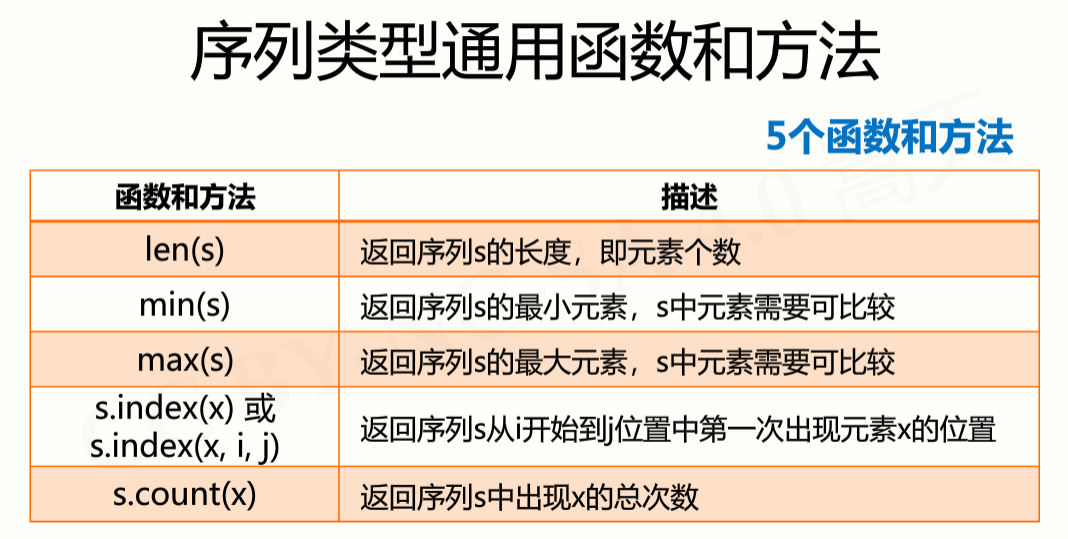 序列类型通用函数和方法
5个函数和方法
函数和方法 描述
len(s) 返回序列s的长度，即元素个数
min(s) 返回序列s的最小元素，s中元素需要可比较
max(s) 返回序列s的最大元素，s中元素需要可比较
s.index(x) 或
s.index(x, i, j) 返回序列s从i开始到j位置中第一次出现元素x的位置
s.count(x) 返回序列s中出现x的总次数